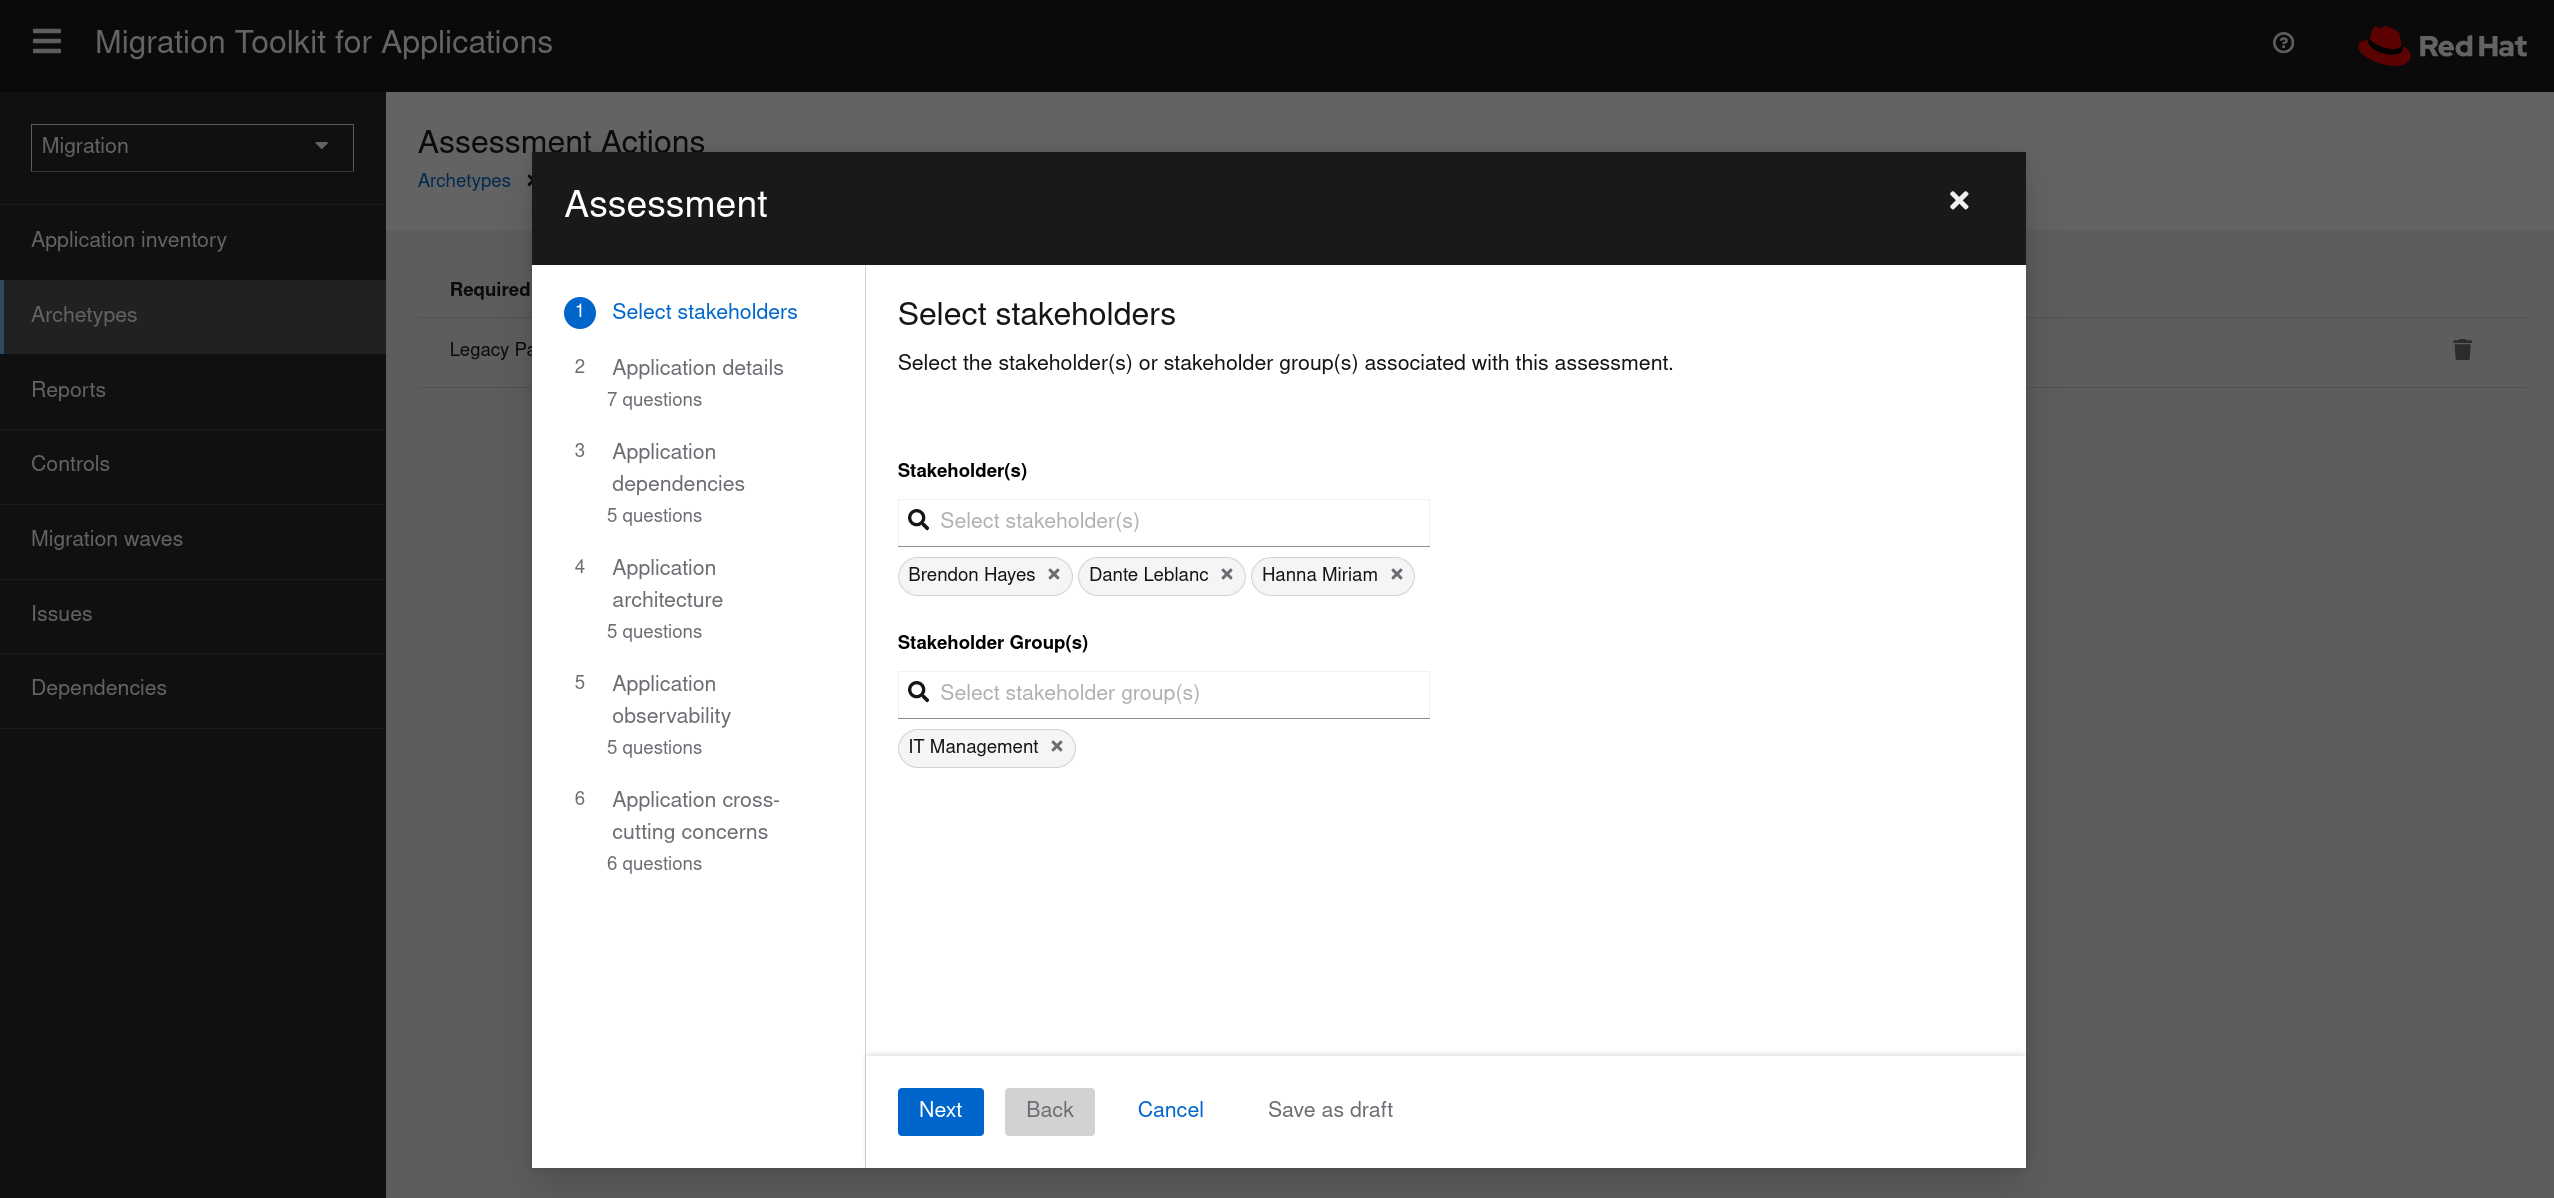 Migration Toolkit for Applications
Red Hat
Migration
Application inventory
Archetypes
Reports
Controls
Migration waves
Issues
Dependencies
Assessment Actions
Archetypes
Required
Legacy
Assessment
1 Select stakeholders
2 Application details
7 questions
3 Application
dependencies
5 questions
4 Application
architecture
5 questions
5 Application
observability
5 questions
6 Application cross-
cutting concerns
6 questions
Select stakeholders
Select the stakeholder(s) or stakeholder group(s) associated with this assessment.
Stakeholder(s)
Select stakeholder(s)
Brendon Hayes Dante Leblanc Hanna Miriam
Stakeholder Group(s)
Select stakeholder group(s)
IT Management
Next Back Cancel Save as draft